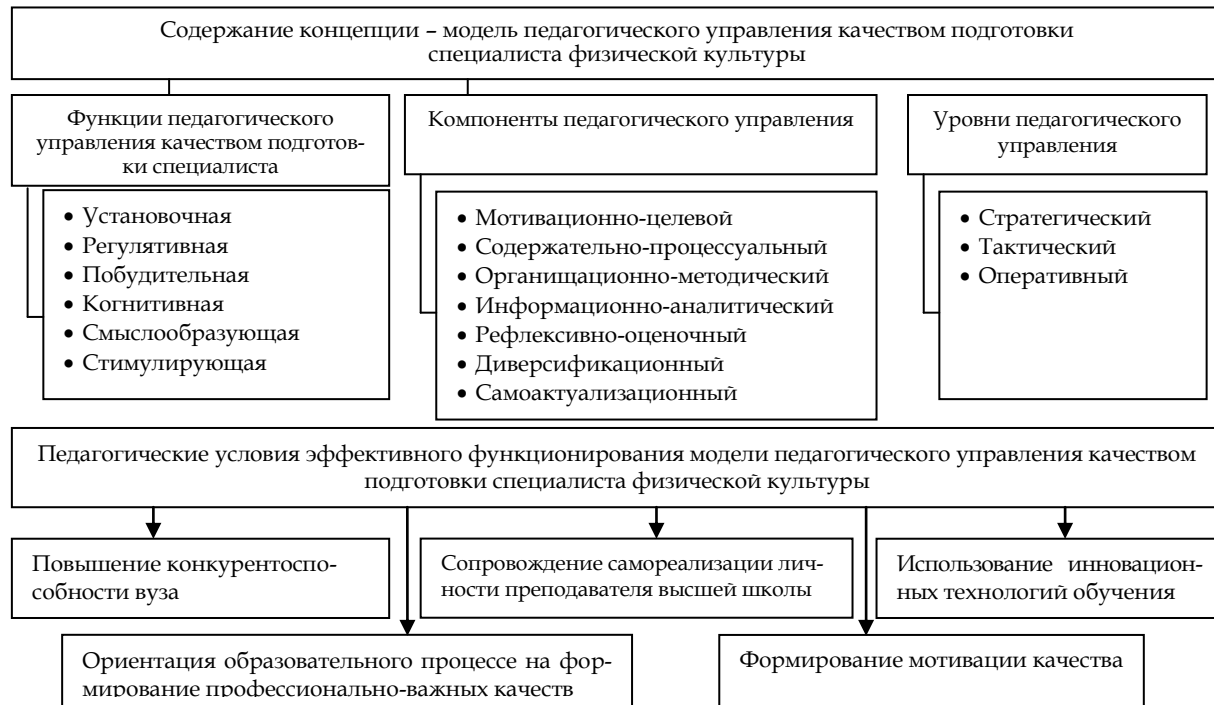 Содержание концепции – модель педагогического управления качеством подготовки
специалиста физической культуры
Функции педагогического
управления качеством подготов-
ки специалиста
Компоненты педагогического управления
Уровни педагогического
управления
• Установочная
• Регулятивная
• Побудительная
• Когнитивная
• Смыслообразующая
• Стимулирующая
• Мотивационно-целевой
• Содержательно-процессуальный
• Органищационно-методический
• Информационно-аналитический
• Рефлексивно-оценочный
• Диверсификационный
• Самоактуализационный
• Стратегический
• Тактический
• Оперативный
Педагогические условия эффективного функционирования модели педагогического управления качеством
подготовки специалиста физической культуры
Повышение конкурентоспо-
собности вуза
Сопровождение самореализации лич-
ности преподавателя высшей школы
Использование инновацион-
ных технологий обучения
Ориентация образовательного процессе на фор-
мирование профессионально-важных качеств
Формирование мотивации качества